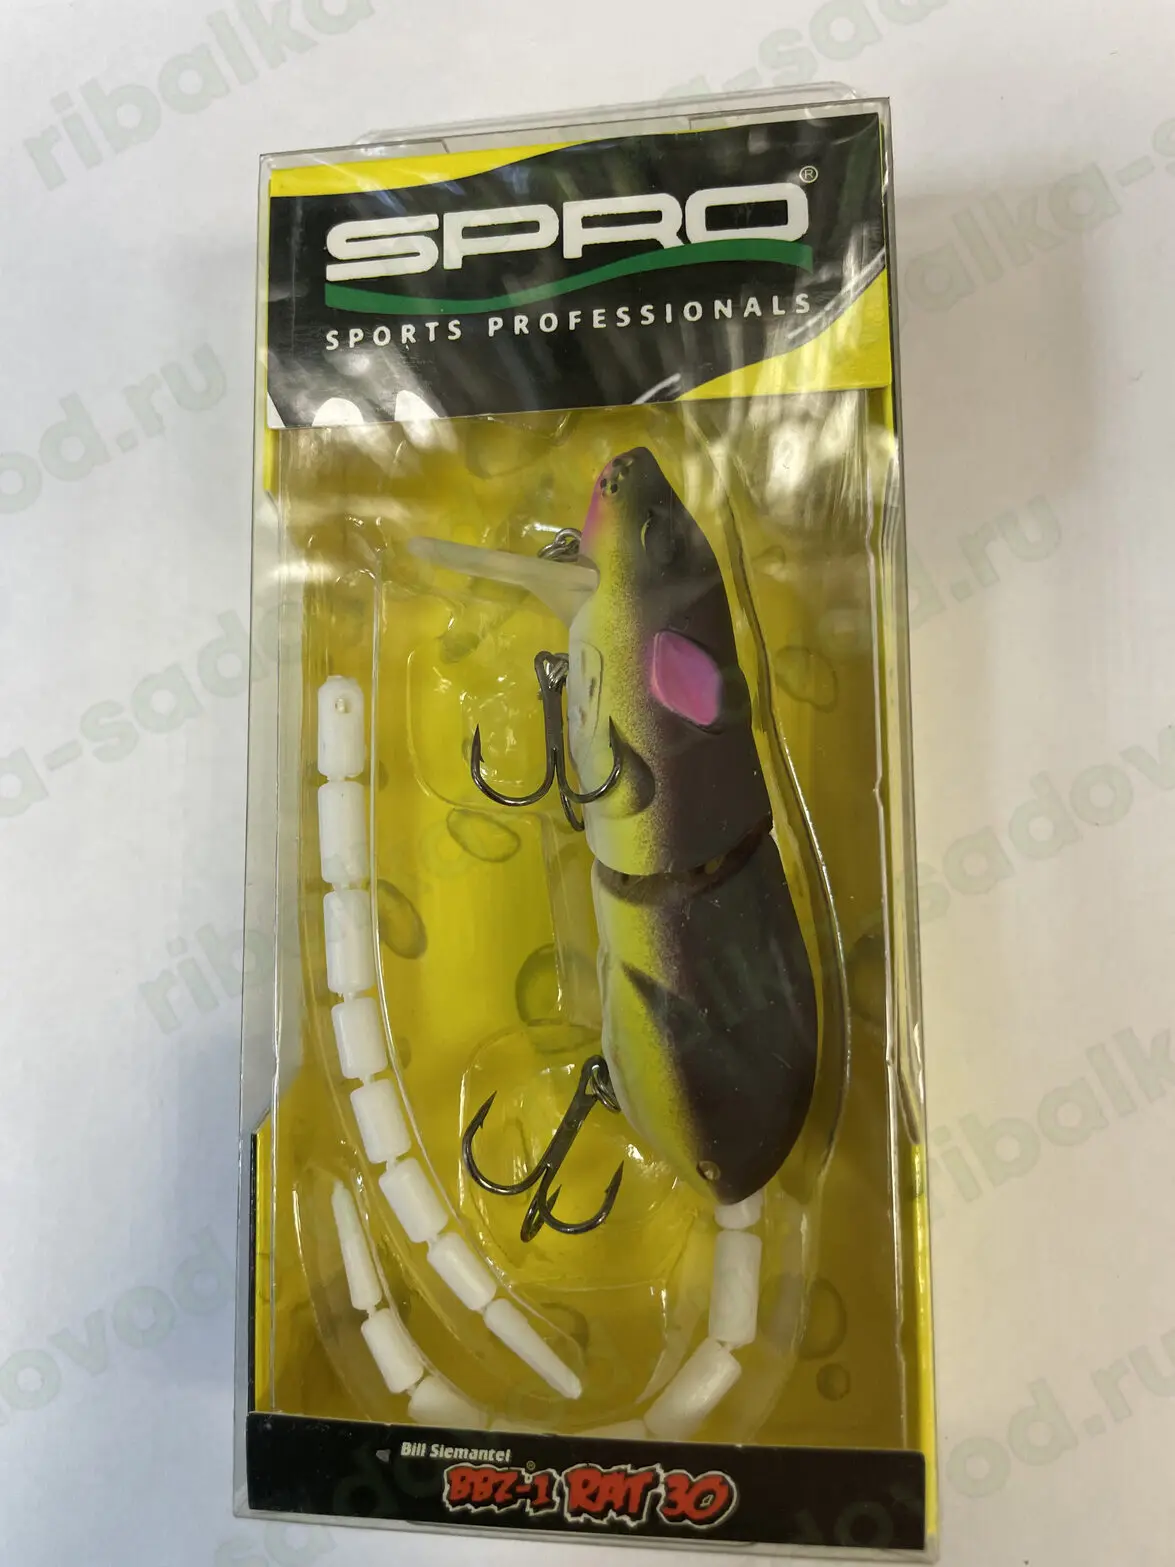 SPRO®
SPORTS PROFESSIONALS
Bill Siemantel
BBZ-1® RAT 30
ribalka-sadovod.ru